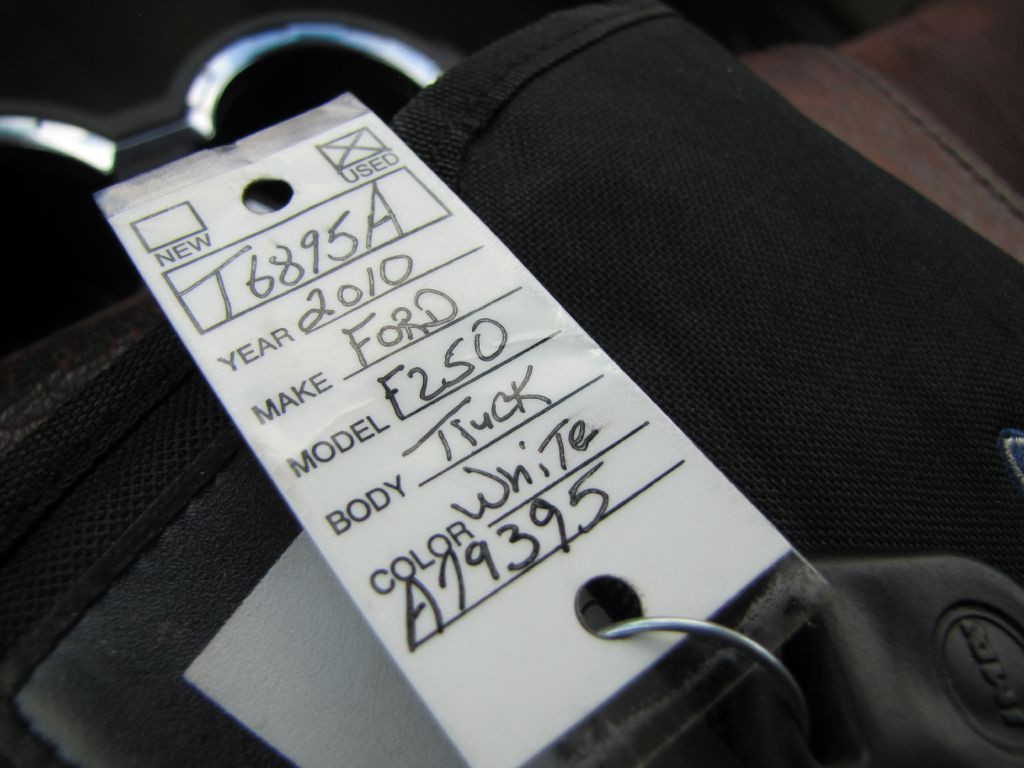 NEW USED
T6895A
YEAR 2010
MAKE FORD
MODEL F250
BODY Truck
COLOR White
A79395